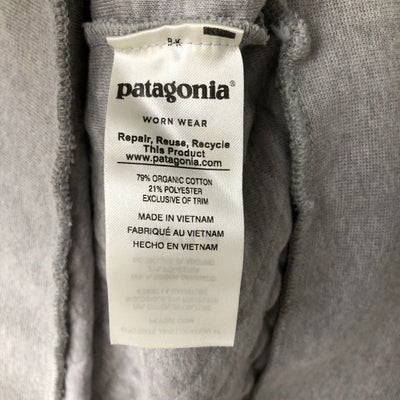 B-K
patagonia®
WORN WEAR
Repair, Reuse, Recycle
This Product
www.patagonia.com
79% ORGANIC COTTON
21% POLYESTER
EXCLUSIVE OF TRIM
MADE IN VIETNAM
FABRIQUÉ AU VIETNAM
HECHO EN VIETNAM